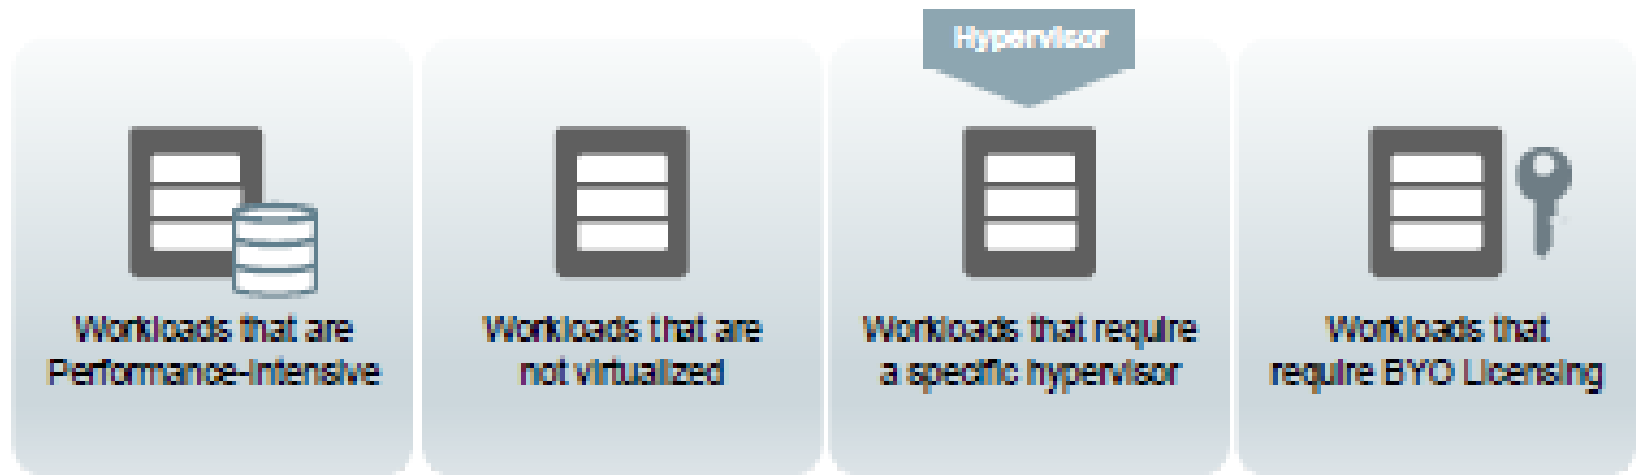 Hypervisor
Workloads that are
Performance-intensive
Workloads that are
not virtualized
Workloads that require
a specific hypervisor
Workloads that
require BYO Licensing